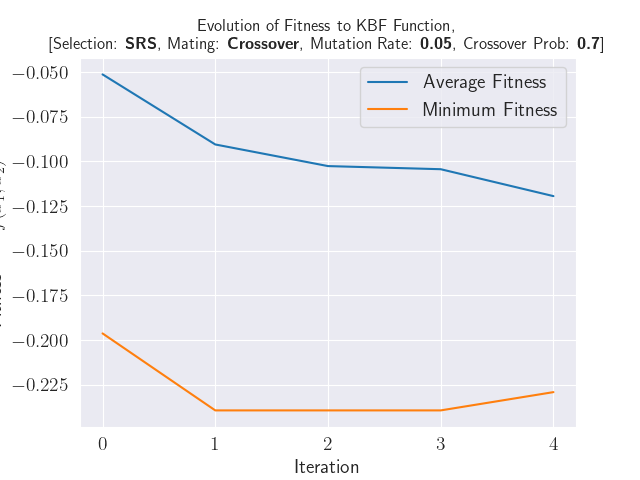 Evolution of Fitness to KBF Function,
[Selection: SRS, Mating: Crossover, Mutation Rate: 0.05, Crossover Prob: 0.7]
Average Fitness
Minimum Fitness
−0.050
−0.075
−0.100
−0.125
−0.150
−0.175
−0.200
−0.225
0 1 2 3 4
Iteration